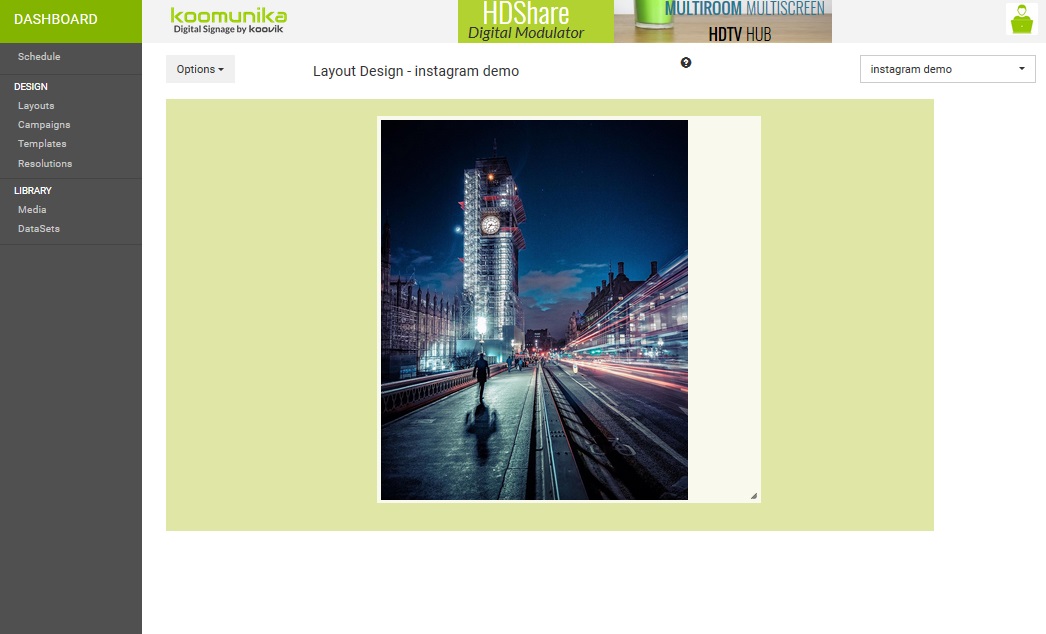 DASHBOARD
koomunika
Digital Signage by koovik
HDShare
Digital Modulator
MULTIROOM MULTISCREEN
HDTV HUB
Schedule
DESIGN
Layouts
Campaigns
Templates
Resolutions
LIBRARY
Media
DataSets
Options
Layout Design - instagram demo
?
instagram demo